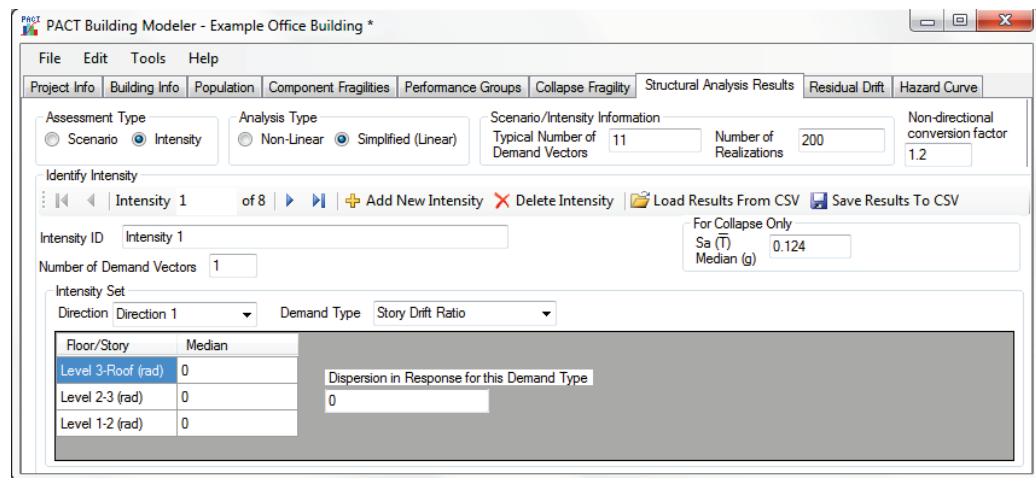 PACT PACT Building Modeler - Example Office Building *
File Edit Tools Help
Project Info Building Info Population Component Fragilities Performance Groups Collapse Fragility Structural Analysis Results Residual Drift Hazard Curve
Assessment Type
Scenario Intensity
Analysis Type
Non-Linear Simplified (Linear)
Scenario/Intensity Information
Typical Number of
Demand Vectors
11
Number of
Realizations
200
Non-directional
conversion factor
1.2
Identify Intensity
Intensity 1 of 8 Add New Intensity Delete Intensity Load Results From CSV Save Results To CSV
Intensity ID Intensity 1
For Collapse Only
Sa (T̅)
Median (g)
0.124
Number of Demand Vectors 1
Intensity Set
Direction Direction 1 Demand Type Story Drift Ratio
Floor/Story Median
Level 3-Roof (rad) 0
Level 2-3 (rad) 0
Level 1-2 (rad) 0
Dispersion in Response for this Demand Type
0